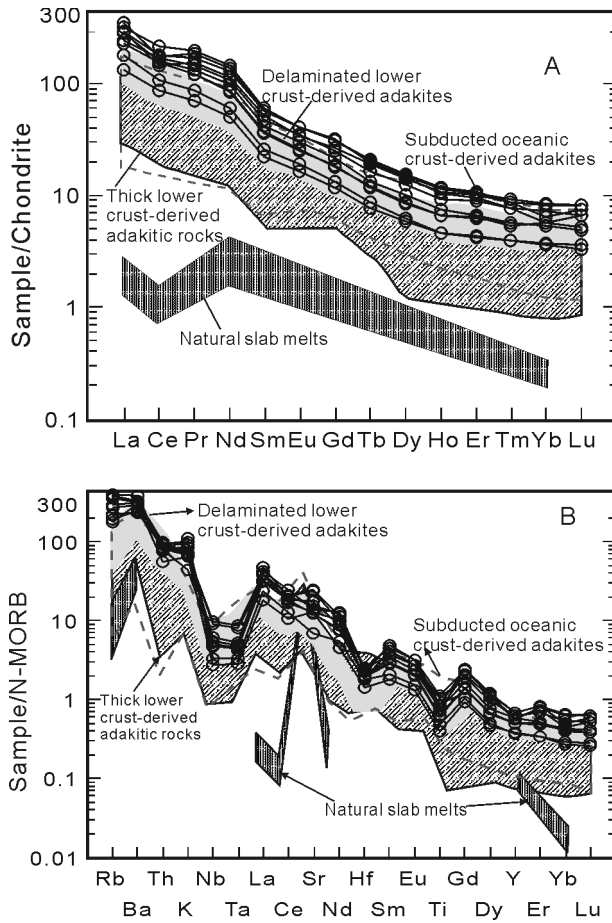 300
A
Delaminated lower
crust-derived adakites
100
Subducted oceanic
crust-derived adakites
10
Thick lower
crust-derived
adakitic rocks
1
Natural slab melts
0.1
Sample/Chondrite
La Ce Pr Nd Sm Eu Gd Tb Dy Ho Er Tm Yb Lu
300
B
Delaminated lower
crust-derived adakites
100
10
Subducted oceanic
crust-derived adakites
1
Thick lower
crust-derived
adakitic rocks
0.1
Natural slab melts
0.01
Sample/N-MORB
Rb Th Nb La Sr Hf Eu Gd Y Yb
Ba K Ta Ce Nd Sm Ti Dy Er Lu